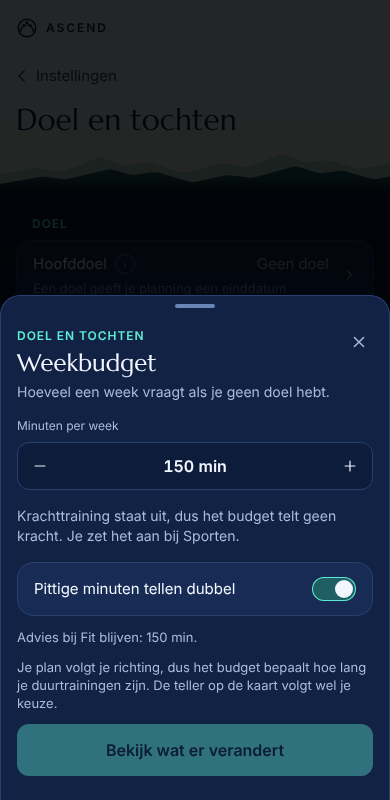 ASCEND
Instellingen
Doel en tochten
DOEL
Hoofddoel
Geen doel
Een doel geeft je planning een einddatum
DOEL EN TOCHTEN
Weekbudget
Hoeveel een week vraagt als je geen doel hebt.
Minuten per week
150 min
Krachttraining staat uit, dus het budget telt geen
kracht. Je zet het aan bij Sporten.
Pittige minuten tellen dubbel
Advies bij Fit blijven: 150 min.
Je plan volgt je richting, dus het budget bepaalt hoe lang
je duurtrainingen zijn. De teller op de kaart volgt wel je
keuze.
Bekijk wat er verandert